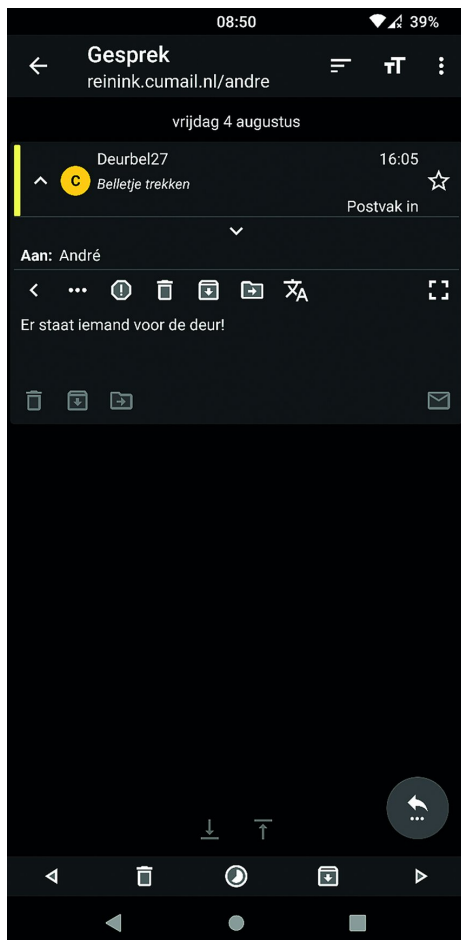 08:50
39%
Gesprek
reinink.cumail.nl/andre
vrijdag 4 augustus
Deurbel27
16:05
C
Belletje trekken
Postvak in
Aan: André
Er staat iemand voor de deur!